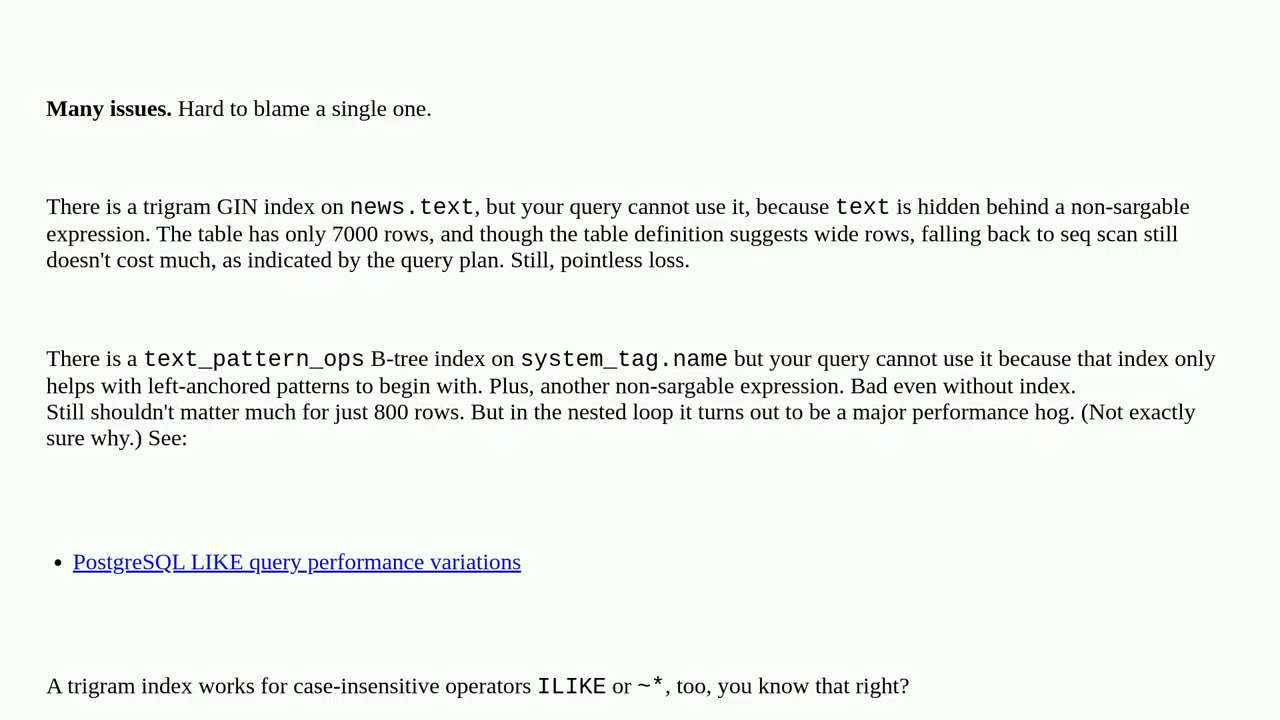 Many issues. Hard to blame a single one.
There is a trigram GIN index on news.text, but your query cannot use it, because text is hidden behind a non-sargable
expression. The table has only 7000 rows, and though the table definition suggests wide rows, falling back to seq scan still
doesn't cost much, as indicated by the query plan. Still, pointless loss.
There is a text_pattern_ops B-tree index on system_tag.name but your query cannot use it because that index only
helps with left-anchored patterns to begin with. Plus, another non-sargable expression. Bad even without index.
Still shouldn't matter much for just 800 rows. But in the nested loop it turns out to be a major performance hog. (Not exactly
sure why.) See:
• PostgreSQL LIKE query performance variations
A trigram index works for case-insensitive operators ILIKE or ~*, too, you know that right?